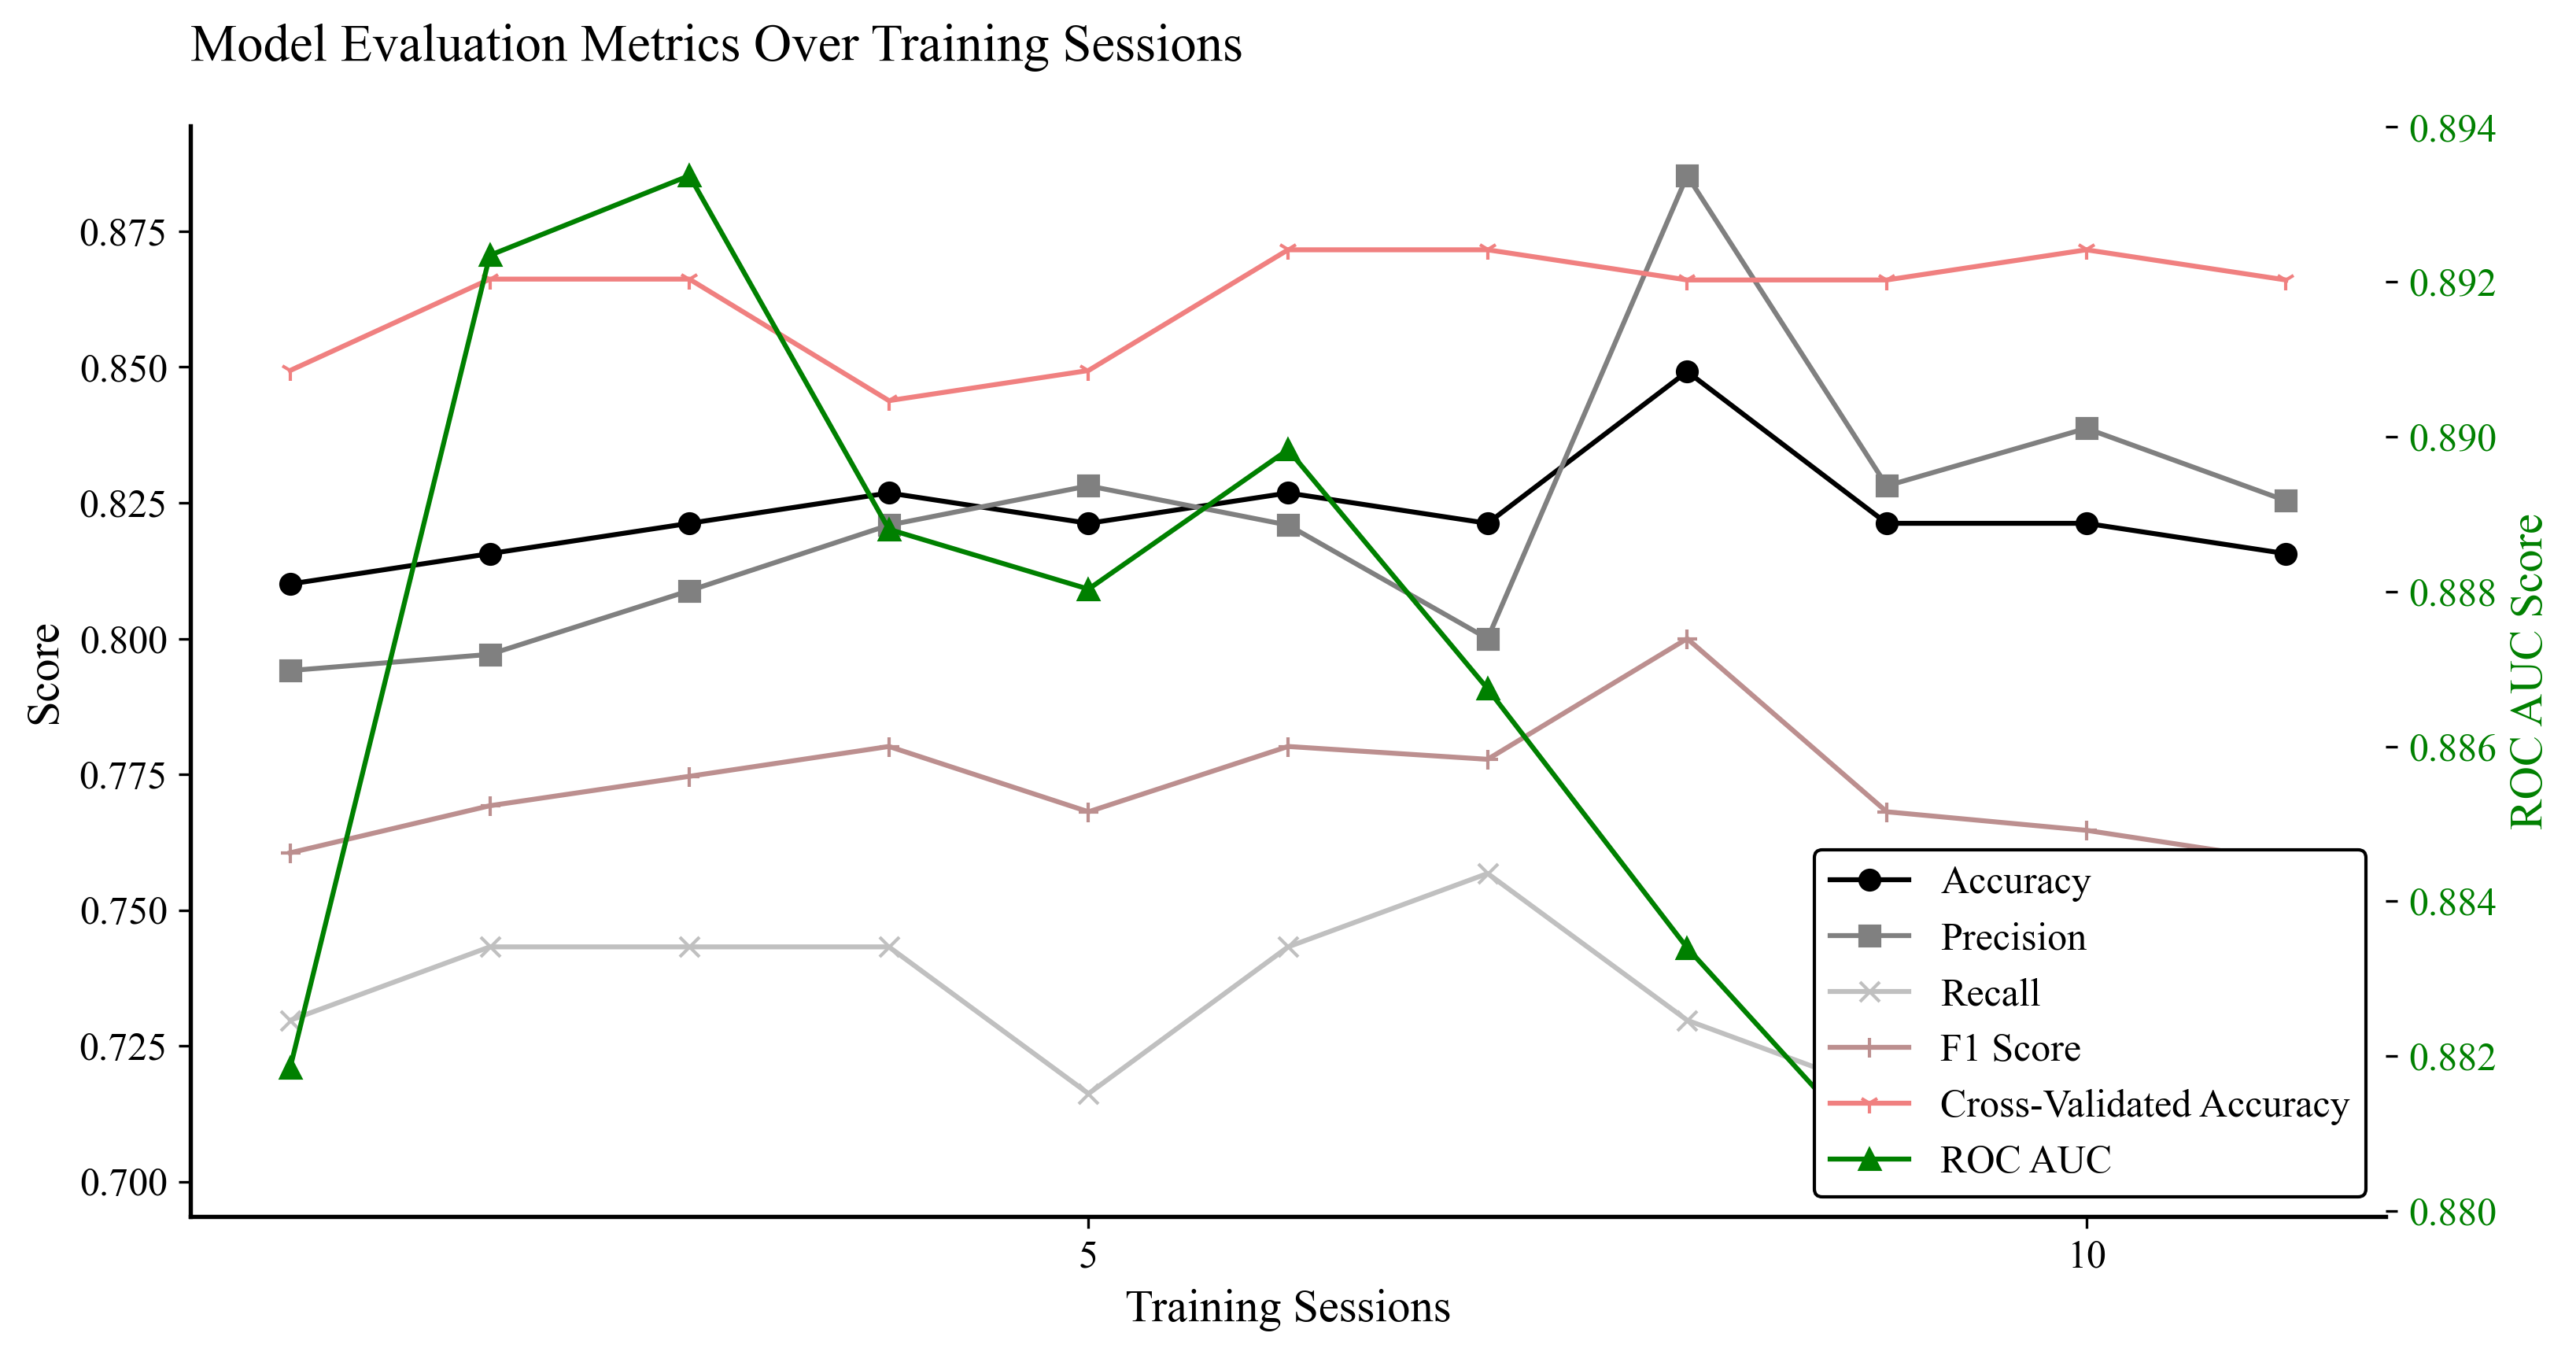 Model Evaluation Metrics Over Training Sessions
0.894
0.875
0.892
0.850
0.890
0.825
0.888
0.800
0.886
0.775
0.884
0.750
0.882
0.725
0.880
0.700
Score
ROC AUC Score
Accuracy
Precision
Recall
F1 Score
Cross-Validated Accuracy
ROC AUC
5
10
Training Sessions